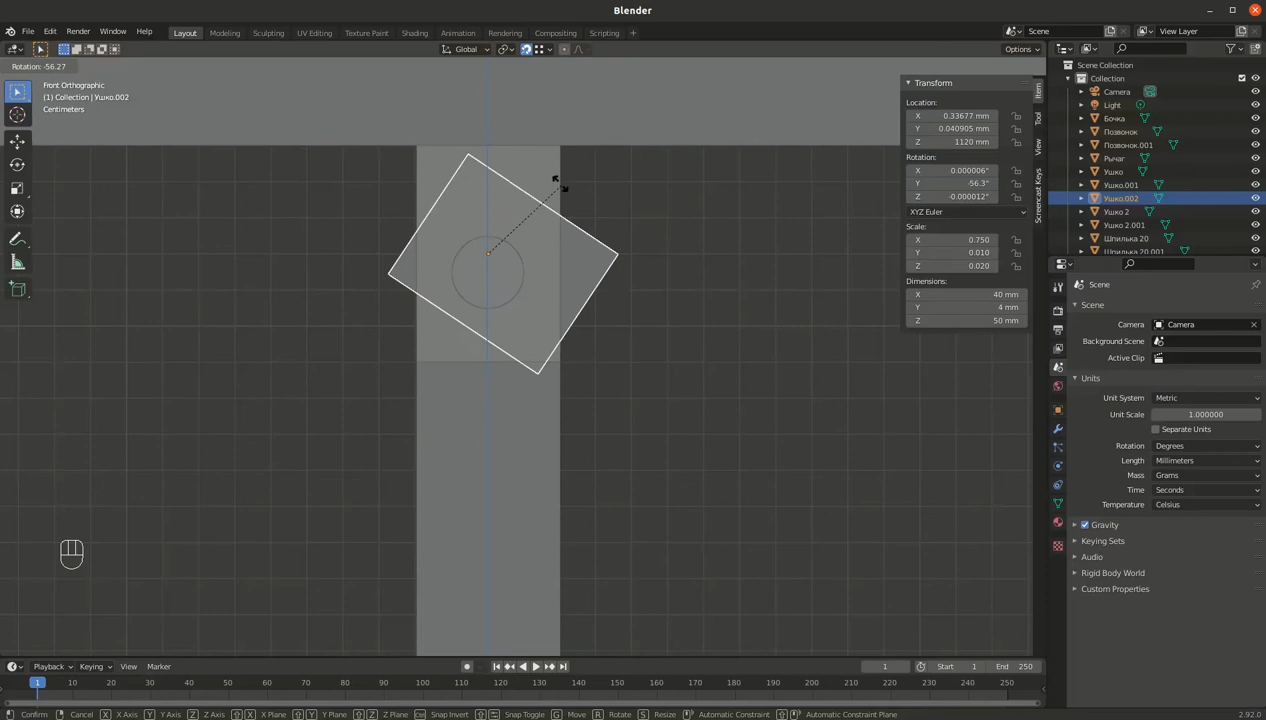 Blender
File Edit Render Window Help
Layout Modeling Sculpting UV Editing Texture Paint Shading Animation Rendering Compositing Scripting +
Scene
View Layer
Global
Options
Rotation: -56.27
Front Orthographic
(1) Collection | Ушко.002
Centimeters
Transform
Location:
X 0.33677 mm
Y 0.040905 mm
Z 1120 mm
Rotation:
X 0.000006°
Y -56.3°
Z -0.000012°
XYZ Euler
Scale:
X 0.750
Y 0.010
Z 0.020
Dimensions:
X 40 mm
Y 4 mm
Z 50 mm
Item
Tool
View
Screencast Keys
Scene Collection
Collection
Camera
Light
Бочка
Позвонок
Позвонок.001
Рычаг
Ушко
Ушко.001
Ушко.002
Ушко 2
Ушко 2.001
Шпилька 20
Шпилька 20.001
Scene
Scene
Camera Camera
Background Scene
Active Clip
Units
Unit System Metric
Unit Scale 1.000000
Separate Units
Rotation Degrees
Length Millimeters
Mass Grams
Time Seconds
Temperature Celsius
Gravity
Keying Sets
Audio
Rigid Body World
Custom Properties
Playback Keying View Marker
1 Start 1 End 250
1 10 20 30 40 50 60 70 80 90 100 110 120 130 140 150 160 170 180 190 200 210 220 230 240 250
Confirm Cancel X X Axis Y Y Axis Z Z Axis X X Plane Y Y Plane Z Z Plane Snap Invert Snap Toggle G Move R Rotate S Resize Automatic Constraint Automatic Constraint Plane
2.92.0